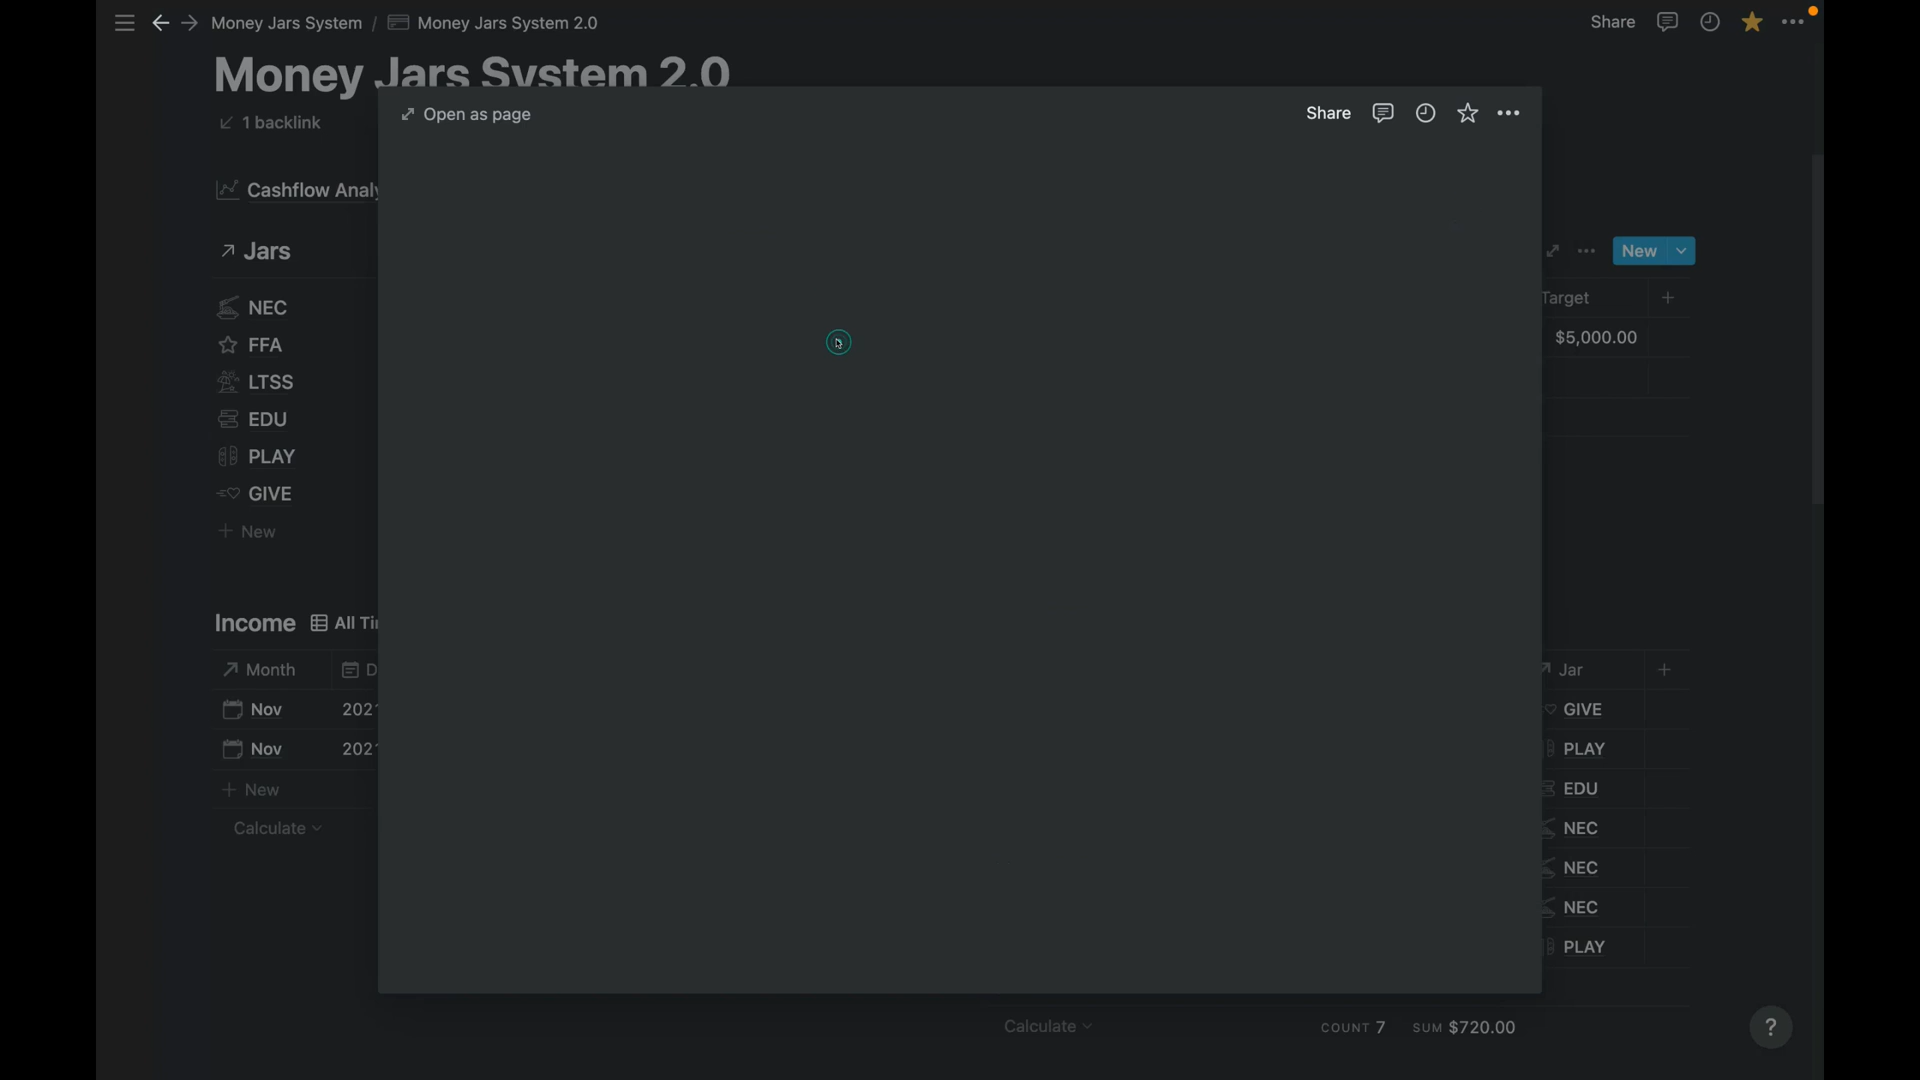 Money Jars System / Money Jars System 2.0
Share
Money Jars System 2.0
1 backlink
Open as page
Share
Cashflow Analy
Jars
New
NEC
FFA
LTSS
EDU
PLAY
GIVE
New
Target
$5,000.00
Income All Ti
Month D
Nov 2021
Nov 2021
New
Calculate
Jar
GIVE
PLAY
EDU
NEC
NEC
NEC
PLAY
Calculate COUNT 7 SUM $720.00
?